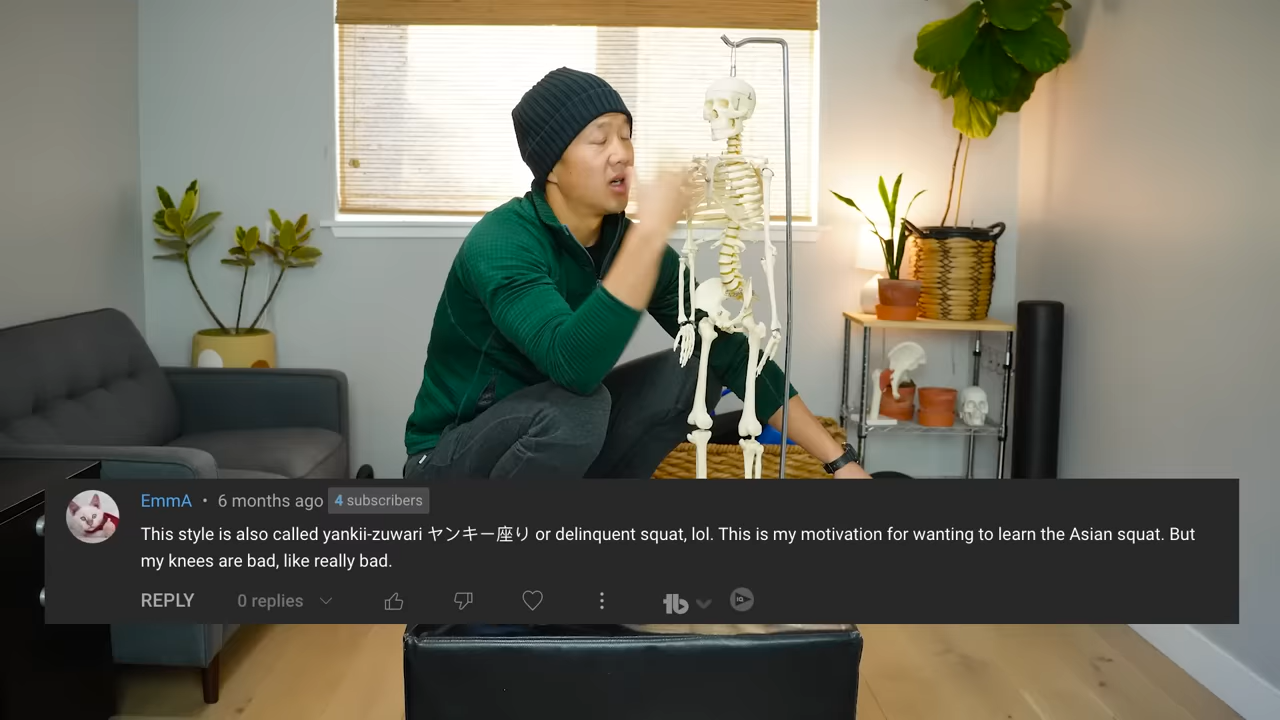 EmmA • 6 months ago 4 subscribers
This style is also called yankii-zuwari ヤンキー座り or delinquent squat, lol. This is my motivation for wanting to learn the Asian squat. But
my knees are bad, like really bad.
REPLY 0 replies
tb IQ